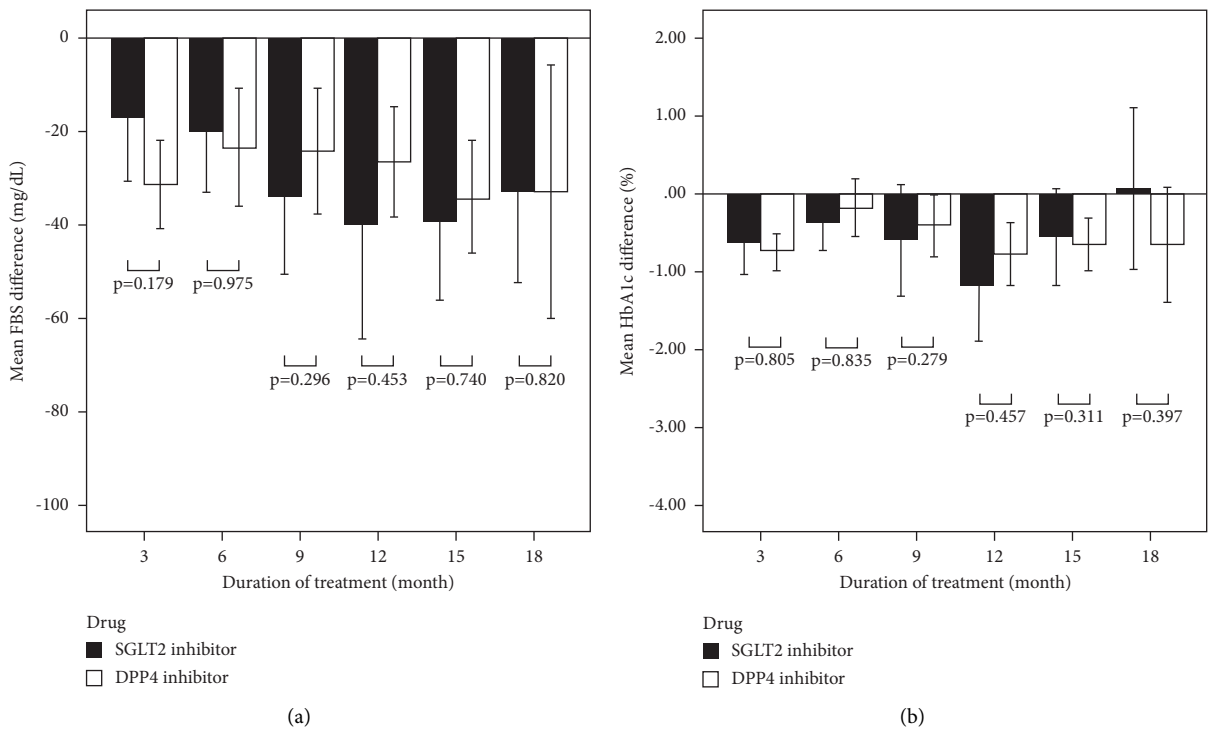 Mean FBS difference (mg/dL)
0
-20
-40
-60
-80
-100
p=0.179
p=0.975
p=0.296
p=0.453
p=0.740
p=0.820
3
6
9
12
15
18
Duration of treatment (month)
Drug
SGLT2 inhibitor
DPP4 inhibitor
(a)
Mean HbA1c difference (%)
2.00
1.00
.00
-1.00
-2.00
-3.00
-4.00
p=0.805
p=0.835
p=0.279
p=0.457
p=0.311
p=0.397
3
6
9
12
15
18
Duration of treatment (month)
Drug
SGLT2 inhibitor
DPP4 inhibitor
(b)